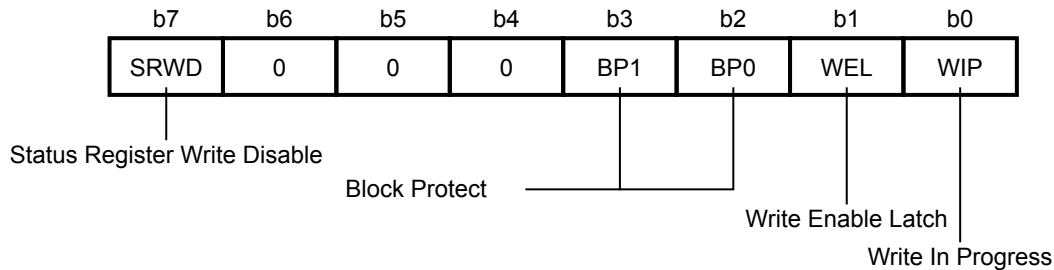 b7 b6 b5 b4 b3 b2 b1 b0
SRWD 0 0 0 BP1 BP0 WEL WIP
Status Register Write Disable
Block Protect
Write Enable Latch
Write In Progress